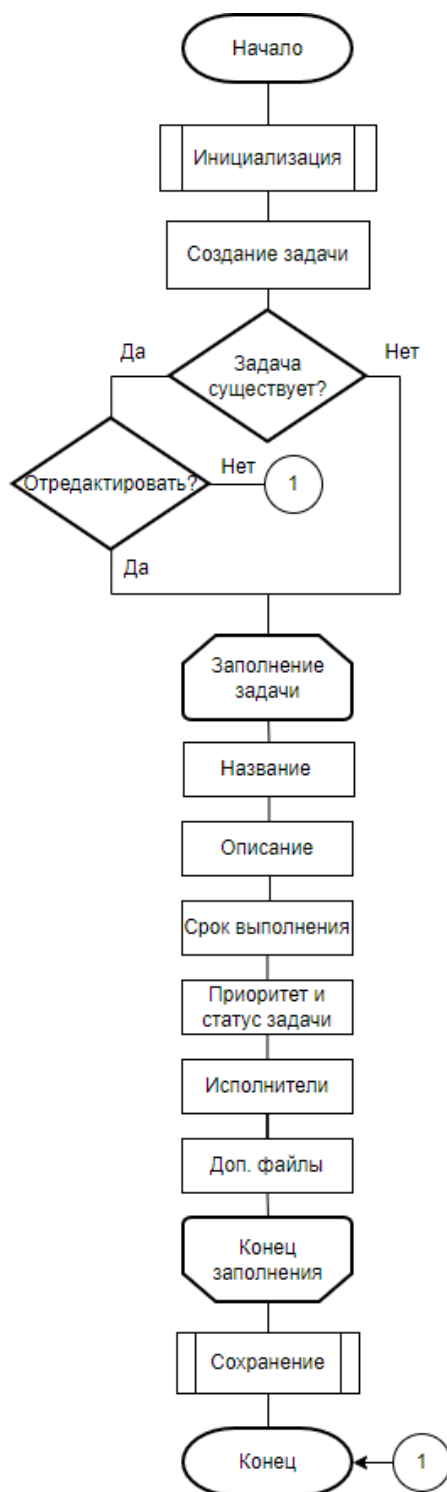 Начало
Инициализация
Создание задачи
Да
Задача
существует?
Нет
Отредактировать?
Нет
1
Да
Заполнение
задачи
Название
Описание
Срок выполнения
Приоритет и
статус задачи
Исполнители
Доп. файлы
Конец
заполнения
Сохранение
Конец
1